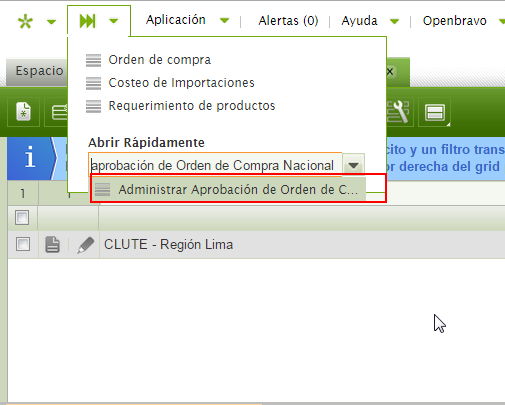 Aplicación
Alertas (0)
Ayuda
Openbravo
Orden de compra
Costeo de Importaciones
Requerimiento de productos
Espacio
x
Abrir Rápidamente
aprobación de Orden de Compra Nacional
Administrar Aprobación de Orden de C...
i
cito y un filtro trans
or derecha del grid
1
CLUTE - Región Lima